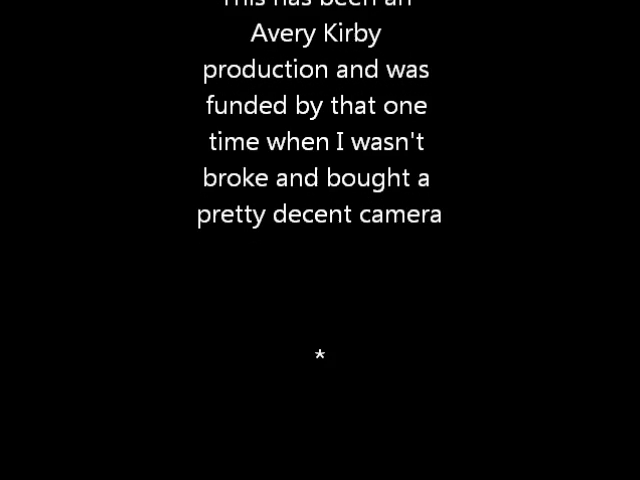 This has been an
Avery Kirby
production and was
funded by that one
time when I wasn't
broke and bought a
pretty decent camera
*